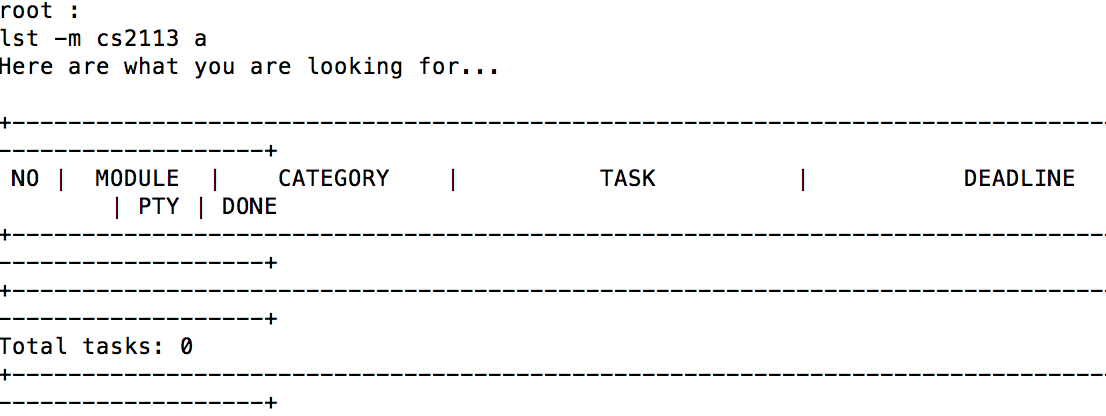 root :
lst -m cs2113 a
Here are what you are looking for...
+------------------------------------------------------------------------------
-------------------+
NO |  MODULE  |    CATEGORY    |          TASK          |           DEADLINE
| PTY | DONE
+------------------------------------------------------------------------------
-------------------+
+------------------------------------------------------------------------------
-------------------+
Total tasks: 0
+------------------------------------------------------------------------------
-------------------+